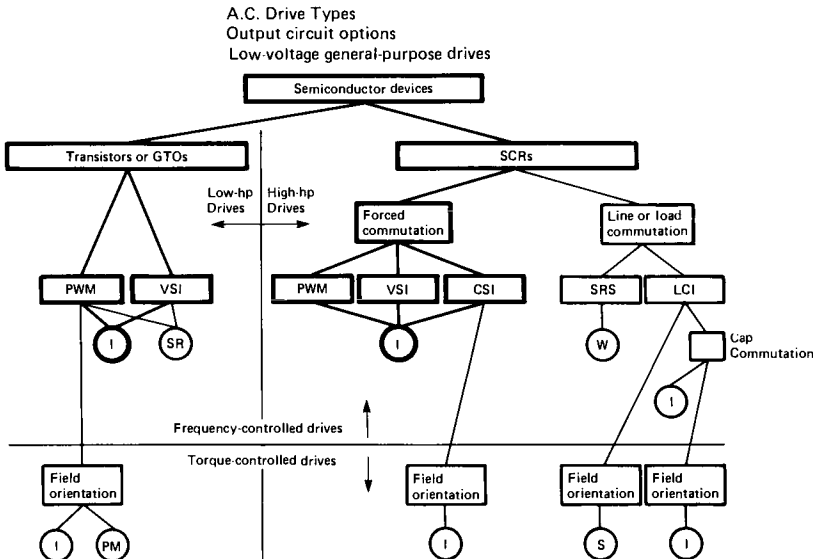 A.C. Drive Types
Output circuit options
Low-voltage general-purpose drives
Semiconductor devices
Transistors or GTOs
SCRs
Low-hp
Drives
High-hp
Drives
Forced
commutation
Line or load
commutation
PWM
VSI
PWM
VSI
CSI
SRS
LCI
I
SR
I
W
Cap
Commutation
I
Frequency-controlled drives
Torque-controlled drives
Field
orientation
Field
orientation
Field
orientation
Field
orientation
I
PM
I
S
I